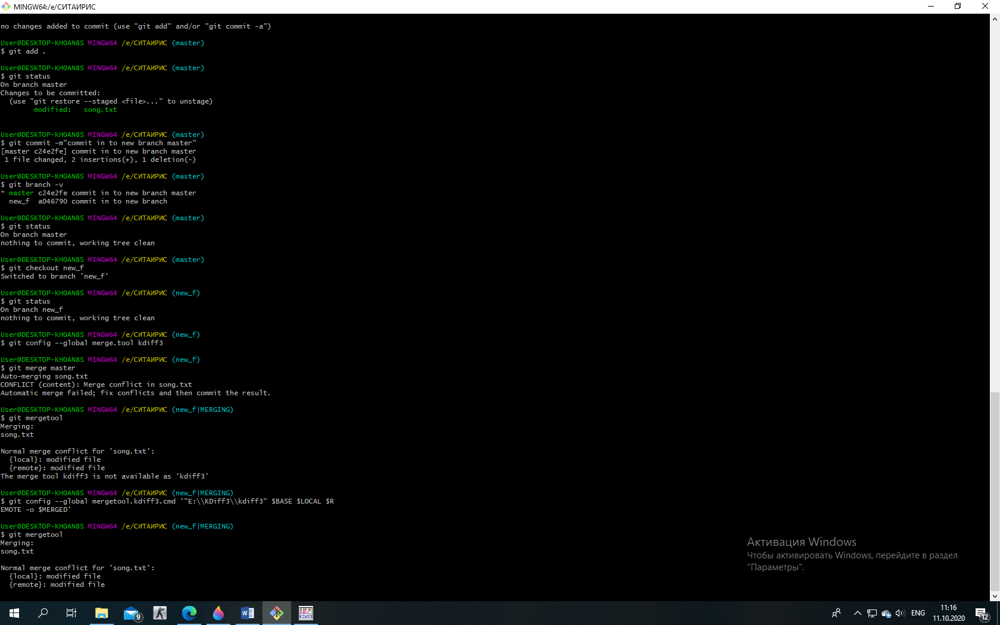 MINGW64:/e/СИТАИРИС
no changes added to commit (use "git add" and/or "git commit -a")
User@DESKTOP-KHOAN8S MINGW64 /e/СИТАИРИС (master)
$ git add .
User@DESKTOP-KHOAN8S MINGW64 /e/СИТАИРИС (master)
$ git status
On branch master
Changes to be committed:
  (use "git restore --staged <file>..." to unstage)
        modified:   song.txt
User@DESKTOP-KHOAN8S MINGW64 /e/СИТАИРИС (master)
$ git commit -m"commit in to new branch master"
[master c24e2fe] commit in to new branch master
 1 file changed, 2 insertions(+), 1 deletion(-)
User@DESKTOP-KHOAN8S MINGW64 /e/СИТАИРИС (master)
$ git branch -v
* master c24e2fe commit in to new branch master
  new_f  a046790 commit in to new branch
User@DESKTOP-KHOAN8S MINGW64 /e/СИТАИРИС (master)
$ git status
On branch master
nothing to commit, working tree clean
User@DESKTOP-KHOAN8S MINGW64 /e/СИТАИРИС (master)
$ git checkout new_f
Switched to branch 'new_f'
User@DESKTOP-KHOAN8S MINGW64 /e/СИТАИРИС (new_f)
$ git status
On branch new_f
nothing to commit, working tree clean
User@DESKTOP-KHOAN8S MINGW64 /e/СИТАИРИС (new_f)
$ git config --global merge.tool kdiff3
User@DESKTOP-KHOAN8S MINGW64 /e/СИТАИРИС (new_f)
$ git merge master
Auto-merging song.txt
CONFLICT (content): Merge conflict in song.txt
Automatic merge failed; fix conflicts and then commit the result.
User@DESKTOP-KHOAN8S MINGW64 /e/СИТАИРИС (new_f|MERGING)
$ git mergetool
Merging:
song.txt
Normal merge conflict for 'song.txt':
  {local}: modified file
  {remote}: modified file
The merge tool kdiff3 is not available as 'kdiff3'
User@DESKTOP-KHOAN8S MINGW64 /e/СИТАИРИС (new_f|MERGING)
$ git config --global mergetool.kdiff3.cmd '"E:\\KDiff3\\kdiff3" $BASE $LOCAL $R
EMOTE -o $MERGED'
User@DESKTOP-KHOAN8S MINGW64 /e/СИТАИРИС (new_f|MERGING)
$ git mergetool
Merging:
song.txt
Normal merge conflict for 'song.txt':
  {local}: modified file
  {remote}: modified file
Активация Windows
Чтобы активировать Windows, перейдите в раздел
"Параметры".
9
KDiff3
ENG
11:16
11.10.2020
12